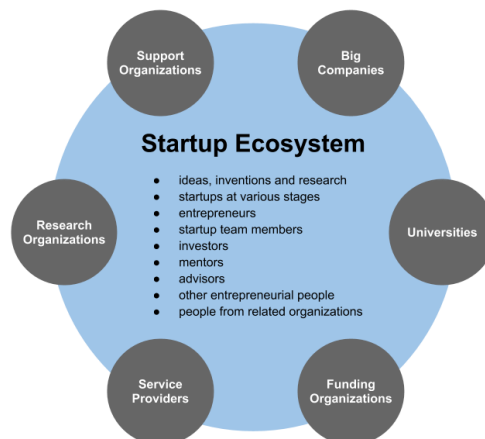 Support
Organizations
Big
Companies
Startup Ecosystem
● ideas, inventions and research
● startups at various stages
● entrepreneurs
● startup team members
● investors
● mentors
● advisors
● other entrepreneurial people
● people from related organizations
Research
Organizations
Universities
Service
Providers
Funding
Organizations